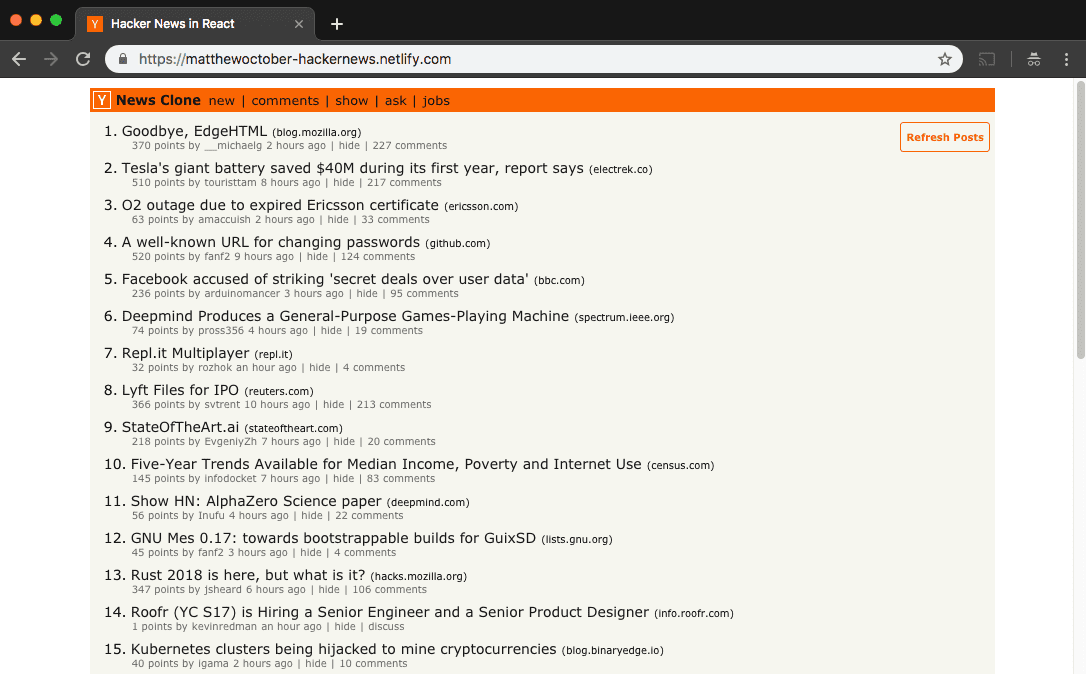 Y Hacker News in React
https://matthewoctober-hackernews.netlify.com
Y News Clone new | comments | show | ask | jobs
Refresh Posts
1. Goodbye, EdgeHTML (blog.mozilla.org)
370 points by __michaelg 2 hours ago | hide | 227 comments
2. Tesla's giant battery saved $40M during its first year, report says (electrek.co)
510 points by touristtam 8 hours ago | hide | 217 comments
3. O2 outage due to expired Ericsson certificate (ericsson.com)
63 points by amaccuish 2 hours ago | hide | 33 comments
4. A well-known URL for changing passwords (github.com)
520 points by fanf2 9 hours ago | hide | 124 comments
5. Facebook accused of striking 'secret deals over user data' (bbc.com)
236 points by arduinomancer 3 hours ago | hide | 95 comments
6. Deepmind Produces a General-Purpose Games-Playing Machine (spectrum.ieee.org)
74 points by pross356 4 hours ago | hide | 19 comments
7. Repl.it Multiplayer (repl.it)
32 points by rozhok an hour ago | hide | 4 comments
8. Lyft Files for IPO (reuters.com)
366 points by svtrent 10 hours ago | hide | 213 comments
9. StateOfTheArt.ai (stateoftheart.com)
218 points by EvgeniyZh 7 hours ago | hide | 20 comments
10. Five-Year Trends Available for Median Income, Poverty and Internet Use (census.com)
145 points by infodocket 7 hours ago | hide | 83 comments
11. Show HN: AlphaZero Science paper (deepmind.com)
56 points by Inufu 4 hours ago | hide | 22 comments
12. GNU Mes 0.17: towards bootstrappable builds for GuixSD (lists.gnu.org)
45 points by fanf2 3 hours ago | hide | 4 comments
13. Rust 2018 is here, but what is it? (hacks.mozilla.org)
347 points by jsheard 6 hours ago | hide | 106 comments
14. Roofr (YC S17) is Hiring a Senior Engineer and a Senior Product Designer (info.roofr.com)
1 points by kevinredman an hour ago | hide | discuss
15. Kubernetes clusters being hijacked to mine cryptocurrencies (blog.binaryedge.io)
40 points by igama 2 hours ago | hide | 10 comments